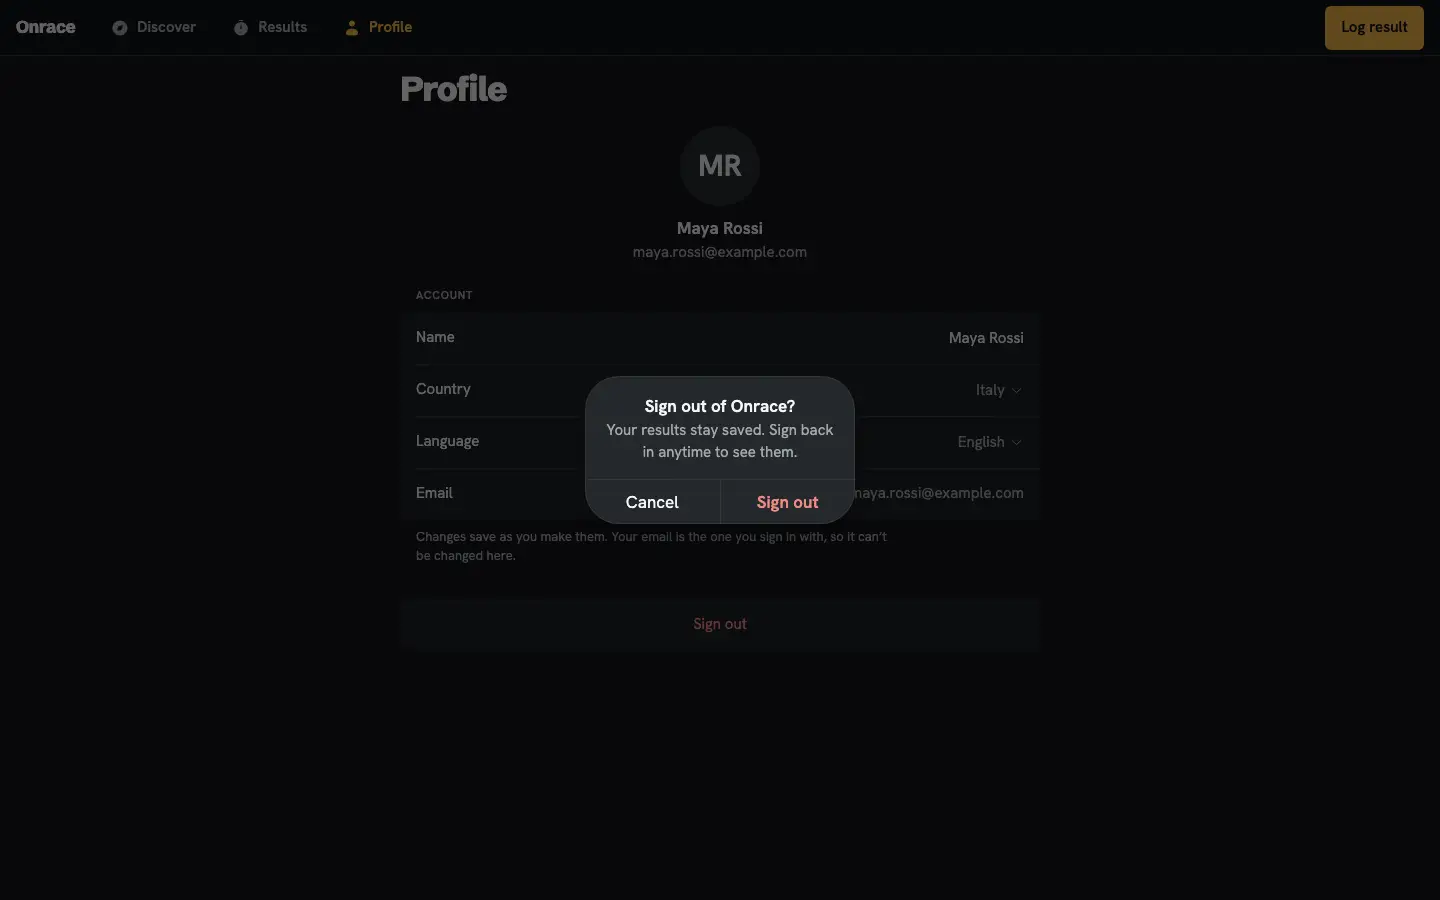 Onrace
Discover
Results
Profile
Log result
Profile
MR
Maya Rossi
maya.rossi@example.com
ACCOUNT
Name
Maya Rossi
Country
Italy
Language
English
Email
maya.rossi@example.com
Sign out of Onrace?
Your results stay saved. Sign back
in anytime to see them.
Cancel
Sign out
Changes save as you make them. Your email is the one you sign in with, so it can’t
be changed here.
Sign out